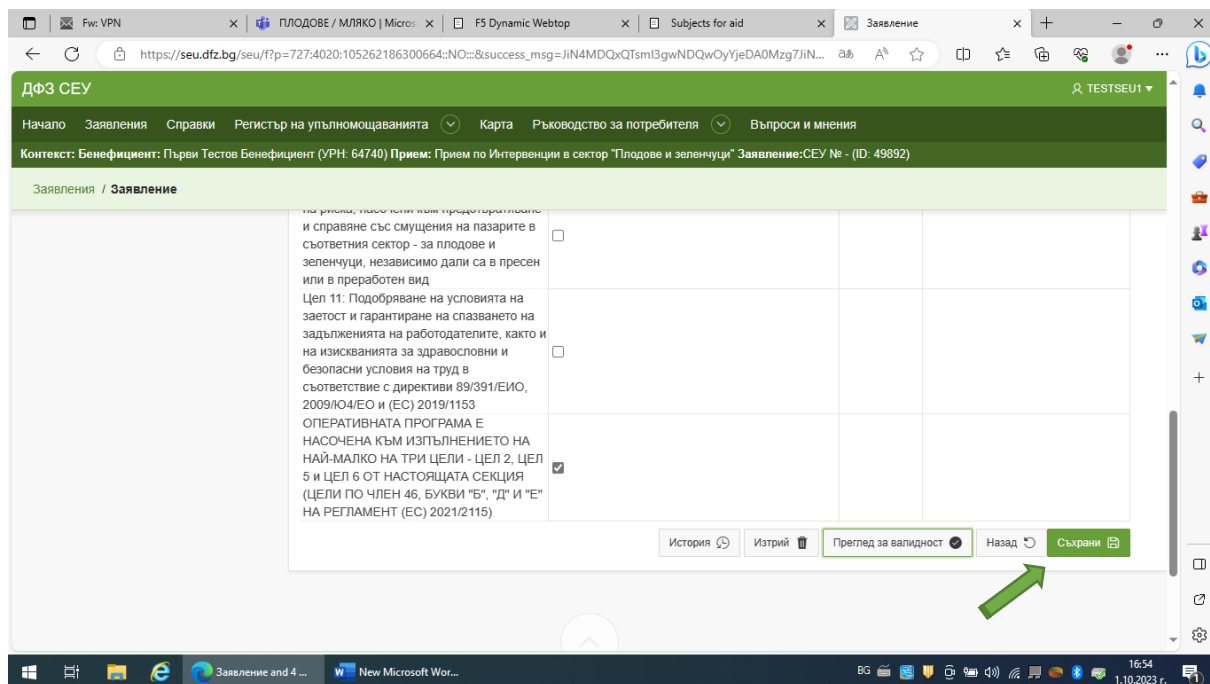 Fw: VPN
ПЛОДОВЕ / МЛЯКО | Micros
F5 Dynamic Webtop
Subjects for aid
Заявление
https://seu.dfz.bg/seu/f?p=727:4020:105262186300664::NO:::&success_msg=JiN4MDQxQTsmI3gwNDQwOyYjeDA0Mzg7JiN...
ДФЗ СЕУ
TESTSEU1
Начало Заявления Справки Регистър на упълномощаванията Карта Ръководство за потребителя Въпроси и мнения
Контекст: Бенефициент: Първи Тестов Бенефициент (УРН: 64740) Прием: Прием по Интервенции в сектор "Плодове и зеленчуци" Заявление:СЕУ № - (ID: 49892)
Заявления / Заявление
на риска, насочени към предотвратяване
и справяне със смущения на пазарите в
съответния сектор - за плодове и
зеленчуци, независимо дали са в пресен
или в преработен вид
Цел 11: Подобряване на условията на
заетост и гарантиране на спазването на
задълженията на работодателите, както и
на изискванията за здравословни и
безопасни условия на труд в
съответствие с директиви 89/391/ЕИО,
2009/Ю4/ЕО и (ЕС) 2019/1153
ОПЕРАТИВНАТА ПРОГРАМА Е
НАСОЧЕНА КЪМ ИЗПЪЛНЕНИЕТО НА
НАЙ-МАЛКО НА ТРИ ЦЕЛИ - ЦЕЛ 2, ЦЕЛ
5 и ЦЕЛ 6 ОТ НАСТОЯЩАТА СЕКЦИЯ
(ЦЕЛИ ПО ЧЛЕН 46, БУКВИ "Б", "Д" И "Е"
НА РЕГЛАМЕНТ (ЕС) 2021/2115)
История Изтрий Преглед за валидност Назад Съхрани
Заявление and 4 ...
New Microsoft Wor...
BG
16:54
1.10.2023 г.